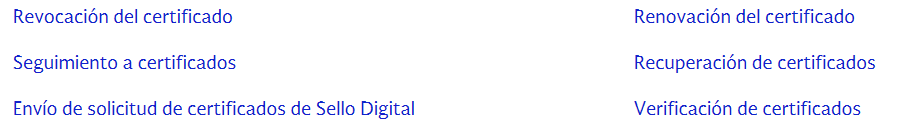 Revocación del certificado
Renovación del certificado
Seguimiento a certificados
Recuperación de certificados
Envío de solicitud de certificados de Sello Digital
Verificación de certificados